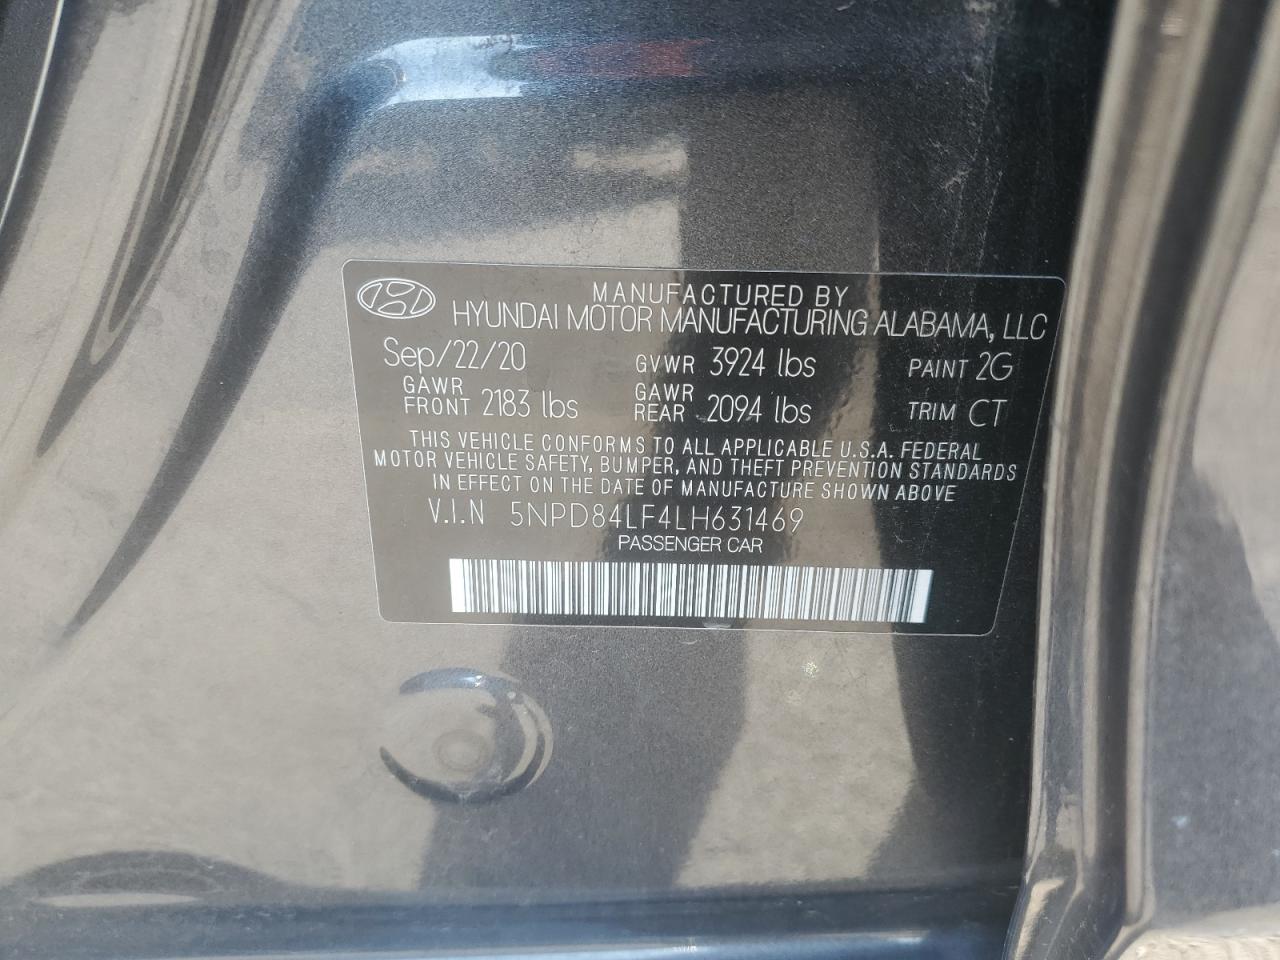 MANUFACTURED BY
HYUNDAI MOTOR MANUFACTURING ALABAMA, LLC
Sep/22/20 GVWR 3924 lbs PAINT 2G
GAWR FRONT 2183 lbs GAWR REAR 2094 lbs TRIM CT
THIS VEHICLE CONFORMS TO ALL APPLICABLE U.S.A. FEDERAL
MOTOR VEHICLE SAFETY, BUMPER, AND THEFT PREVENTION STANDARDS
IN EFFECT ON THE DATE OF MANUFACTURE SHOWN ABOVE
V.I.N 5NPD84LF4LH631469
PASSENGER CAR